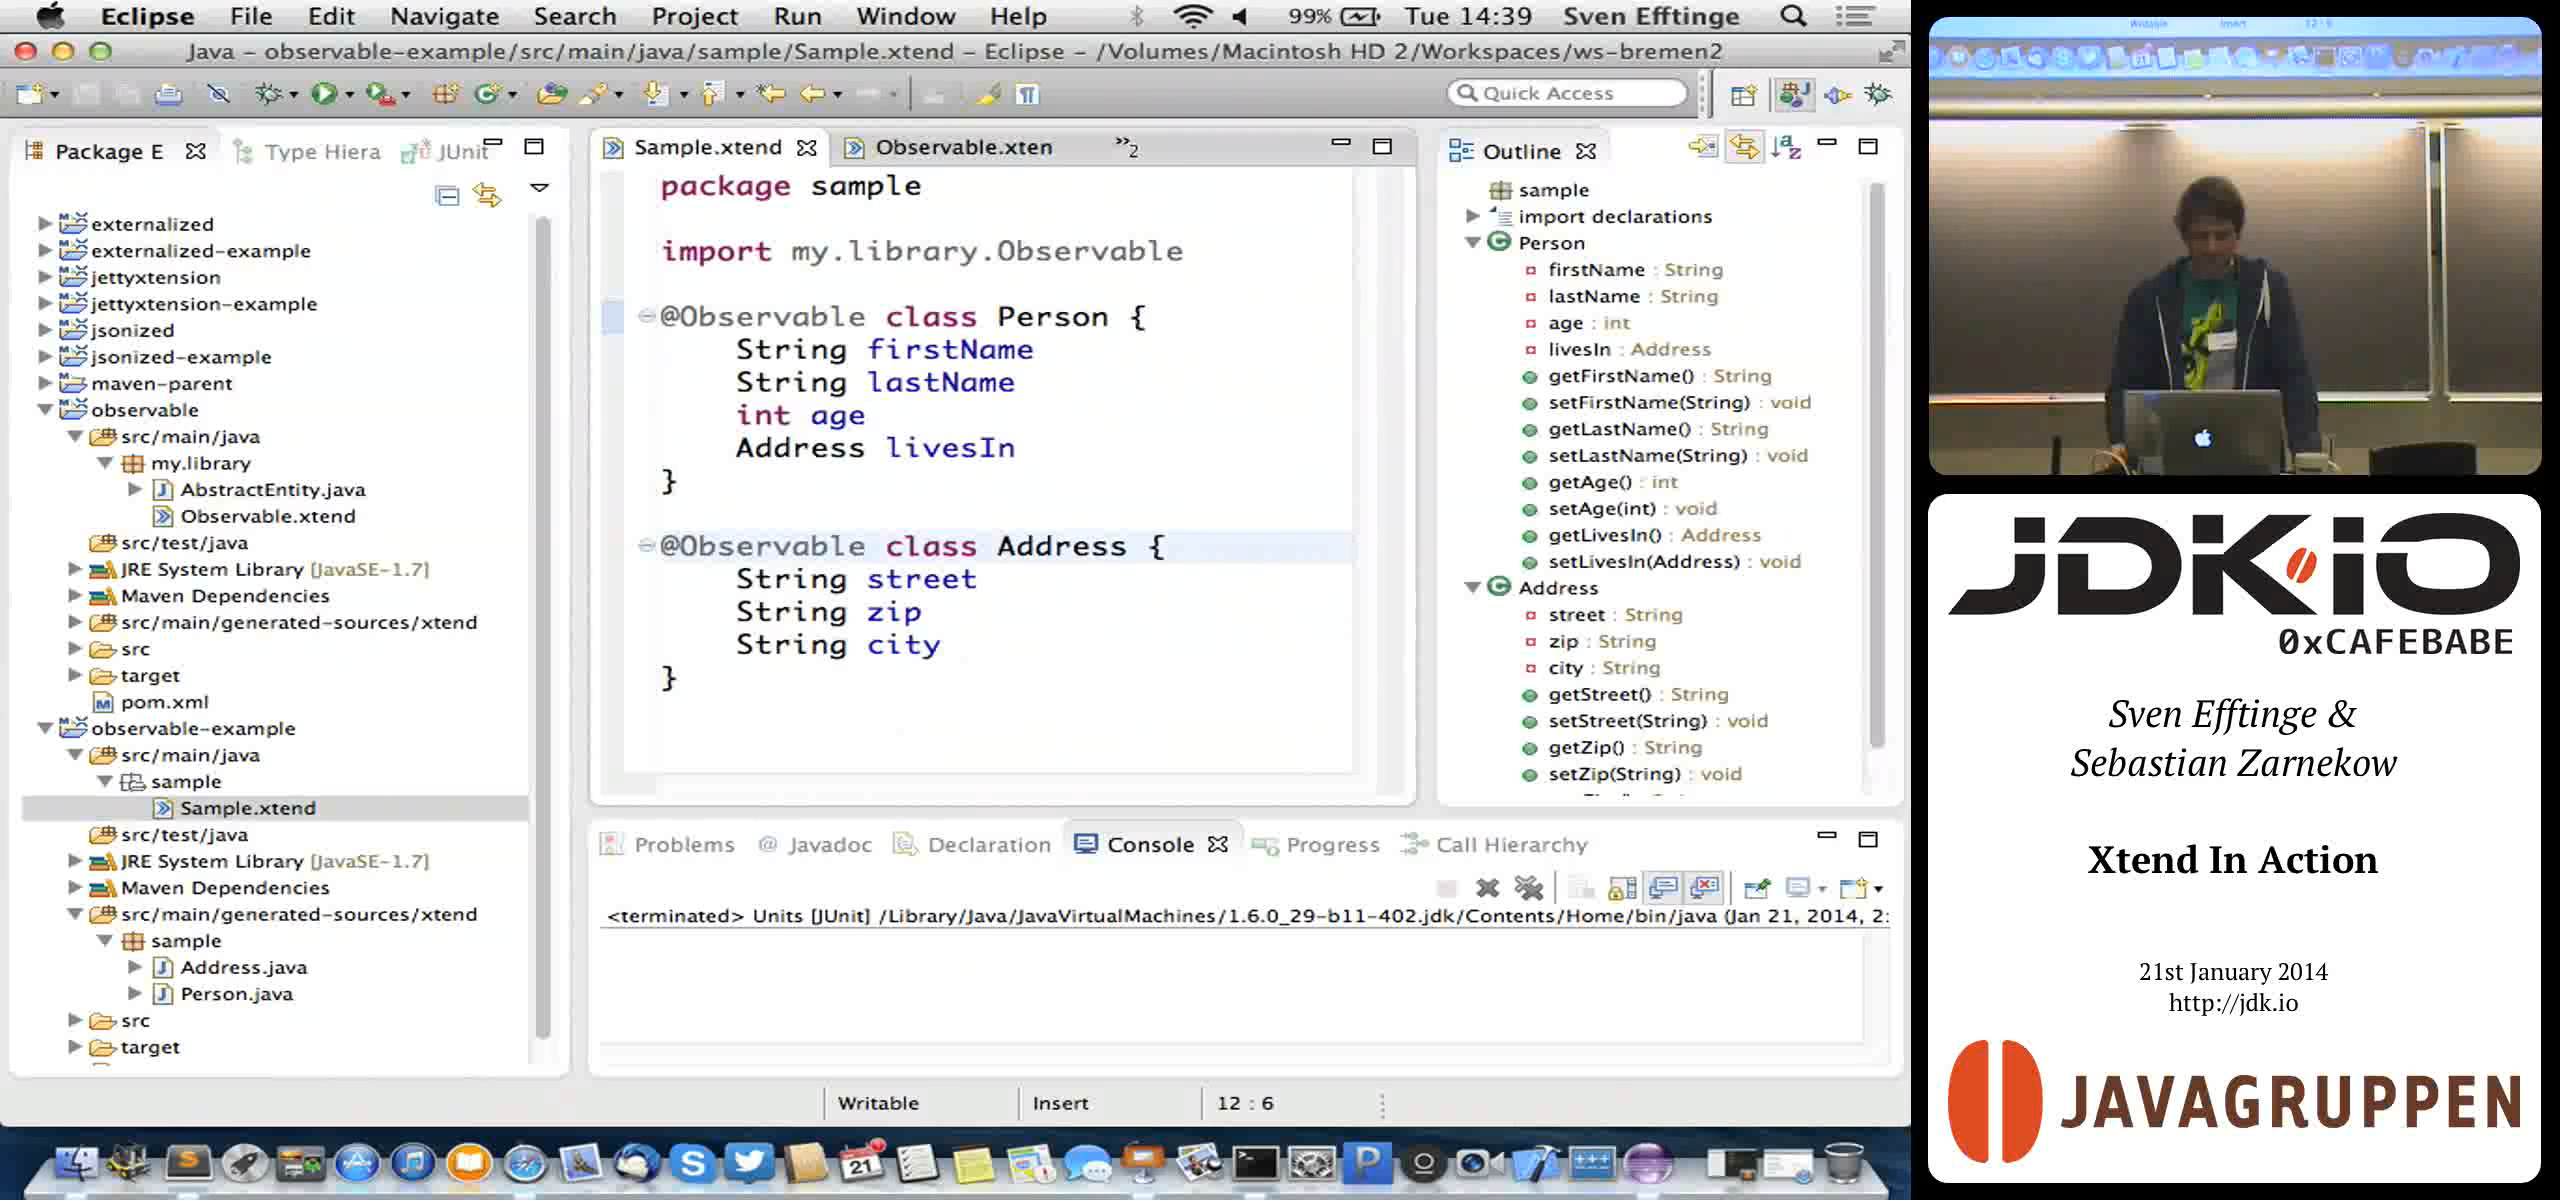 Eclipse File Edit Navigate Search Project Run Window Help 99% Tue 14:39 Sven Efftinge
Java – observable-example/src/main/java/sample/Sample.xtend – Eclipse – /Volumes/Macintosh HD 2/Workspaces/ws-bremen2
Quick Access
Package E Type Hiera JUnit
externalized
externalized-example
jettyxtension
jettyxtension-example
jsonized
jsonized-example
maven-parent
observable
src/main/java
my.library
AbstractEntity.java
Observable.xtend
src/test/java
JRE System Library [JavaSE-1.7]
Maven Dependencies
src/main/generated-sources/xtend
src
target
pom.xml
observable-example
src/main/java
sample
Sample.xtend
src/test/java
JRE System Library [JavaSE-1.7]
Maven Dependencies
src/main/generated-sources/xtend
sample
Address.java
Person.java
src
target
Sample.xtend Observable.xten »2
package sample
import my.library.Observable
@Observable class Person {
String firstName
String lastName
int age
Address livesIn
}
@Observable class Address {
String street
String zip
String city
}
Outline
sample
import declarations
Person
firstName : String
lastName : String
age : int
livesIn : Address
getFirstName() : String
setFirstName(String) : void
getLastName() : String
setLastName(String) : void
getAge() : int
setAge(int) : void
getLivesIn() : Address
setLivesIn(Address) : void
Address
street : String
zip : String
city : String
getStreet() : String
setStreet(String) : void
getZip() : String
setZip(String) : void
Problems @ Javadoc Declaration Console Progress Call Hierarchy
<terminated> Units [JUnit] /Library/Java/JavaVirtualMachines/1.6.0_29-b11-402.jdk/Contents/Home/bin/java (Jan 21, 2014, 2:
Writable Insert 12 : 6
21
Writable Insert 12 : 6
JDK.IO
0xCAFEBABE
Sven Efftinge &
Sebastian Zarnekow
Xtend In Action
21st January 2014
http://jdk.io
JAVAGRUPPEN